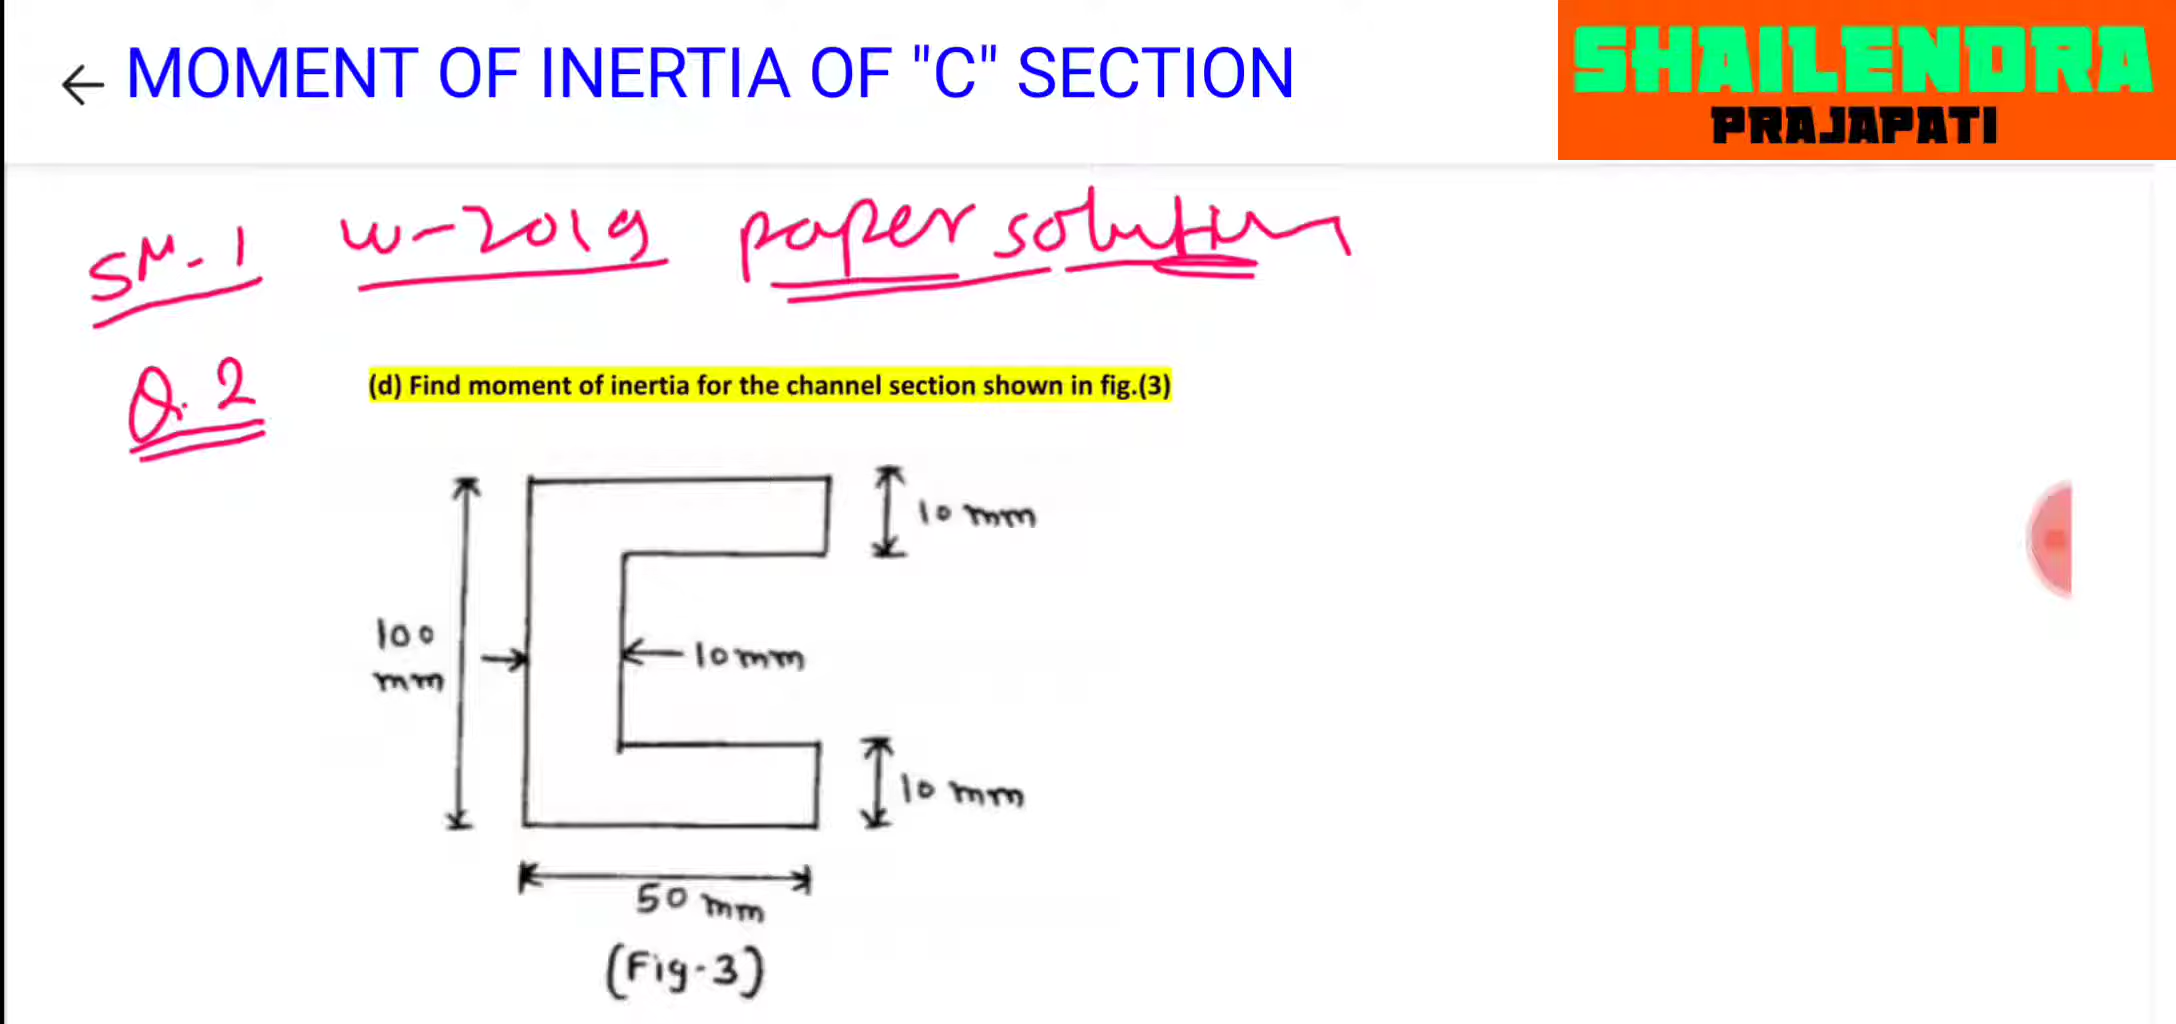 ← MOMENT OF INERTIA OF "C" SECTION
SHAILENDRA
PRAJAPATI
SM-1 W-2019 paper solution
Q.2 (d) Find moment of inertia for the channel section shown in fig.(3)
10 mm
100
mm
10mm
10 mm
50 mm
(Fig-3)